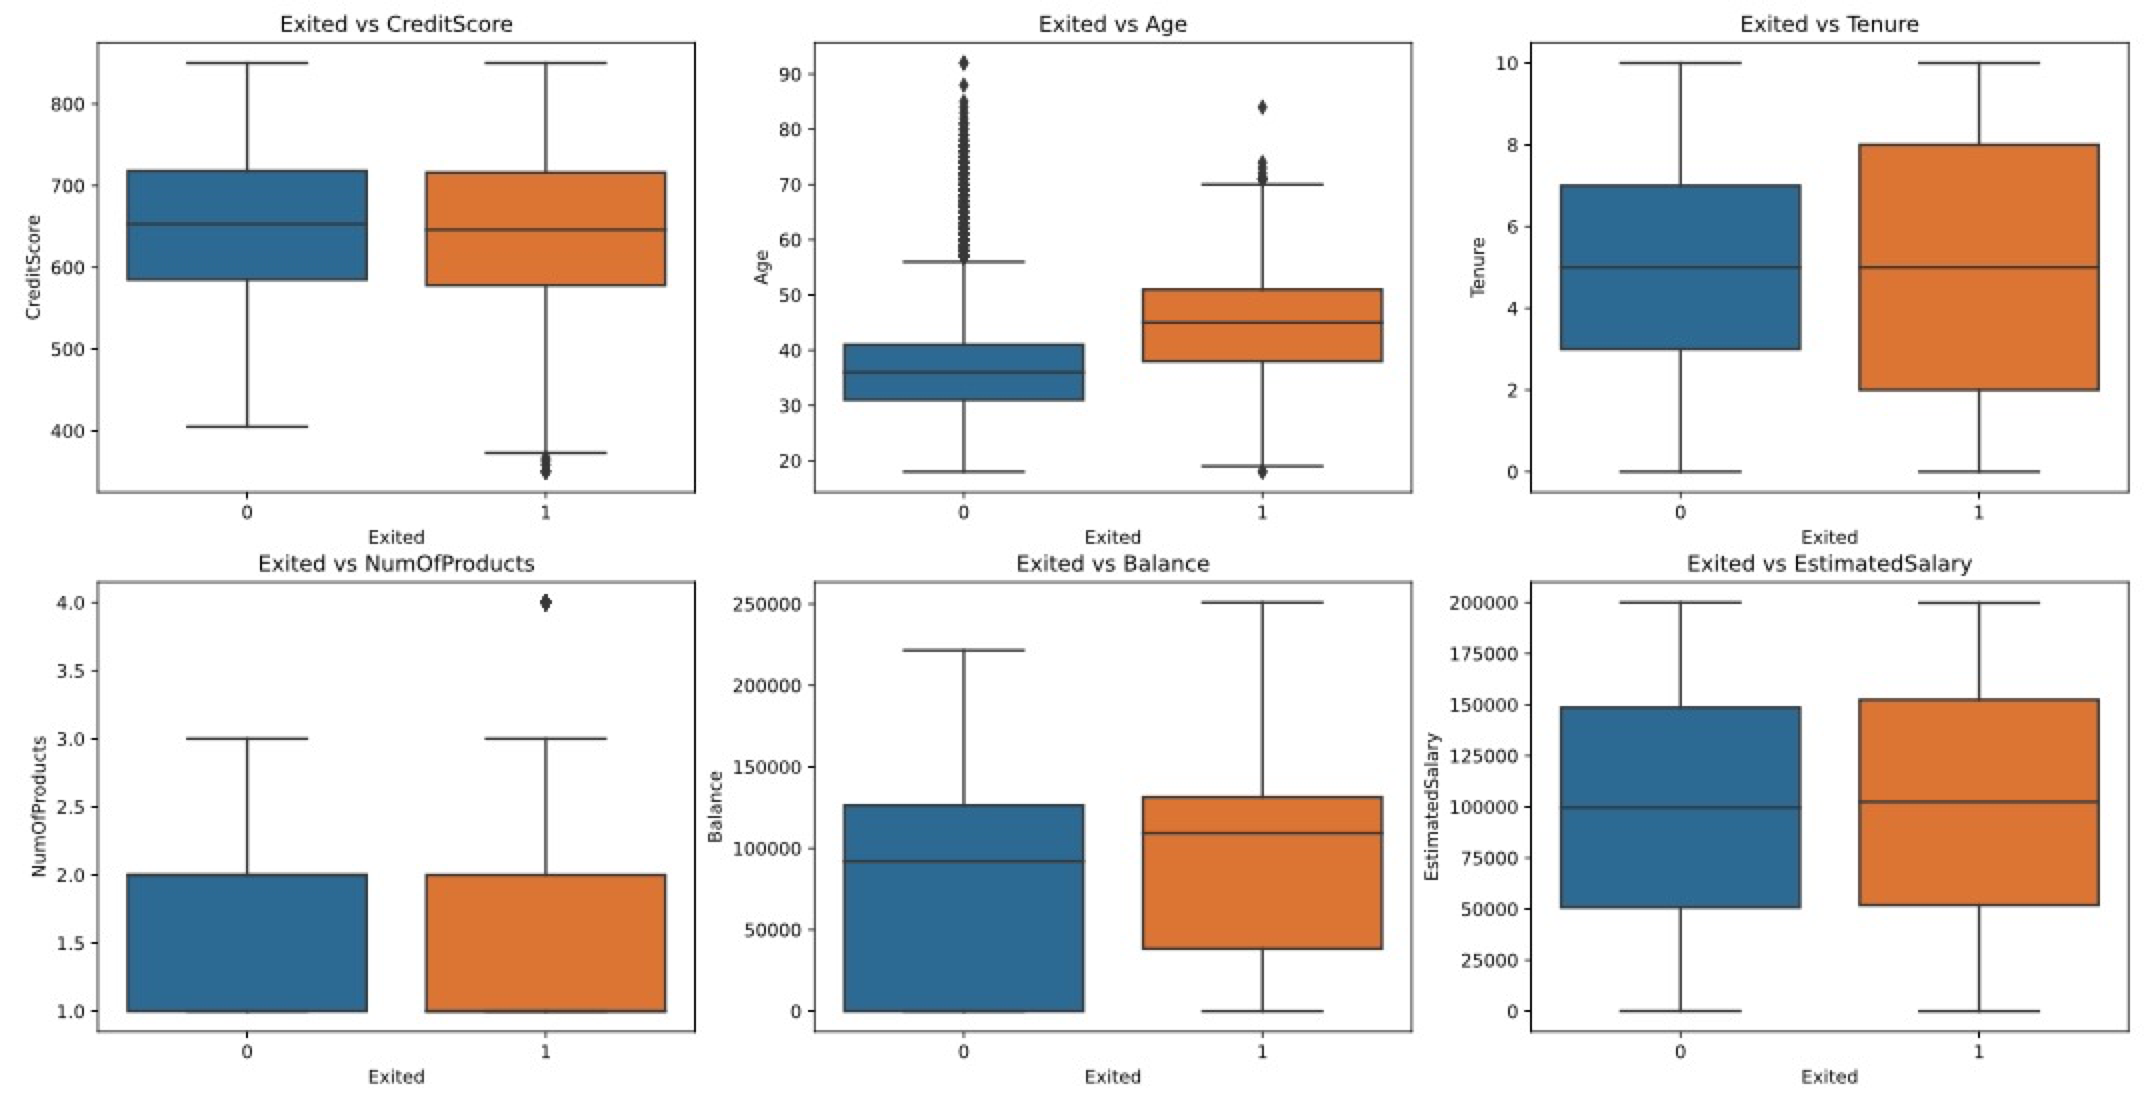 Exited vs CreditScore
800
700
600
500
400
CreditScore
0
1
Exited
Exited vs Age
90
80
70
60
50
40
30
20
Age
0
1
Exited
Exited vs Tenure
10
8
6
4
2
0
Tenure
0
1
Exited
Exited vs NumOfProducts
4.0
3.5
3.0
2.5
2.0
1.5
1.0
NumOfProducts
0
1
Exited
Exited vs Balance
250000
200000
150000
100000
50000
0
Balance
0
1
Exited
Exited vs EstimatedSalary
200000
175000
150000
125000
100000
75000
50000
25000
0
EstimatedSalary
0
1
Exited